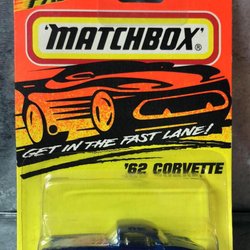 MATCHBOX®
GET IN THE FAST LANE!
'62 CORVETTE